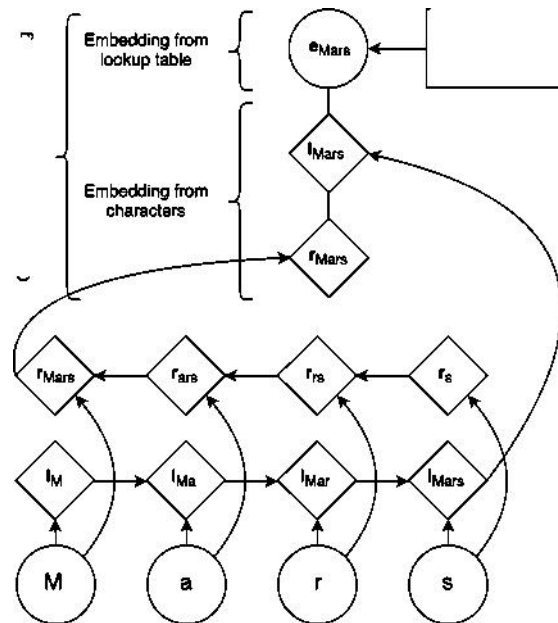 Embedding from
lookup table
eMars
lMars
Embedding from
characters
rMars
rMars
rars
rrs
rs
lM
lMa
lMar
lMars
M
a
r
s